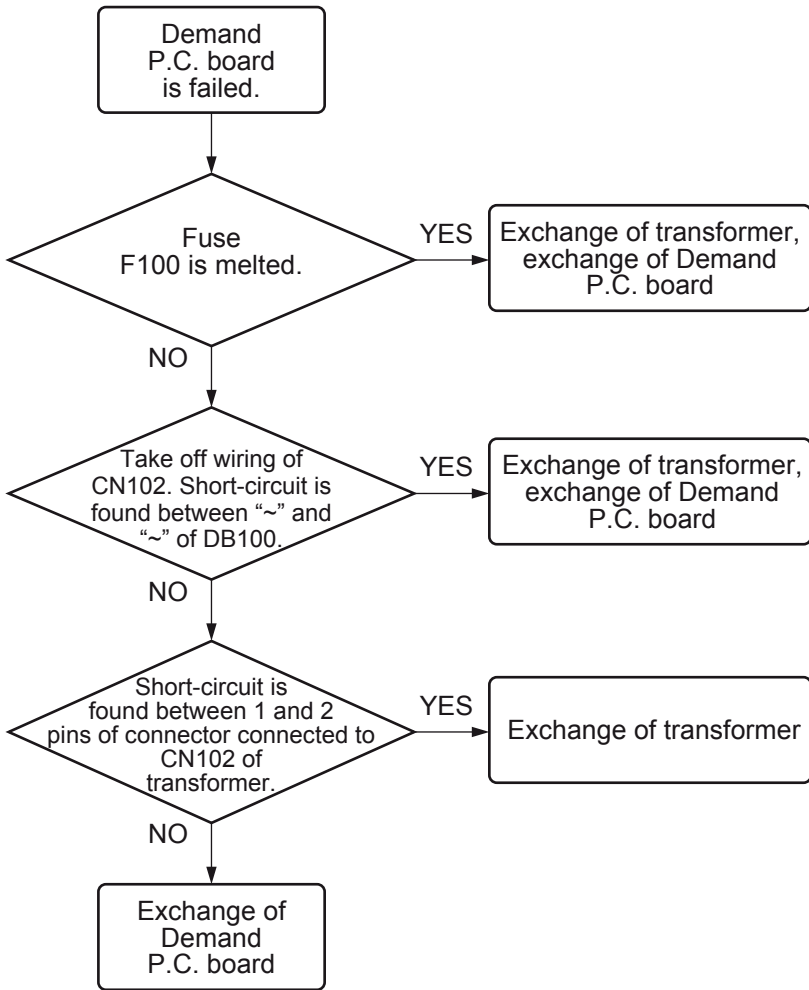 Demand
P.C. board
is failed.
Fuse
F100 is melted.
YES
Exchange of transformer,
exchange of Demand
P.C. board
NO
Take off wiring of
CN102. Short-circuit is
found between “~” and
“~” of DB100.
YES
Exchange of transformer,
exchange of Demand
P.C. board
NO
Short-circuit is
found between 1 and 2
pins of connector connected to
CN102 of
transformer.
YES
Exchange of transformer
NO
Exchange of
Demand
P.C. board